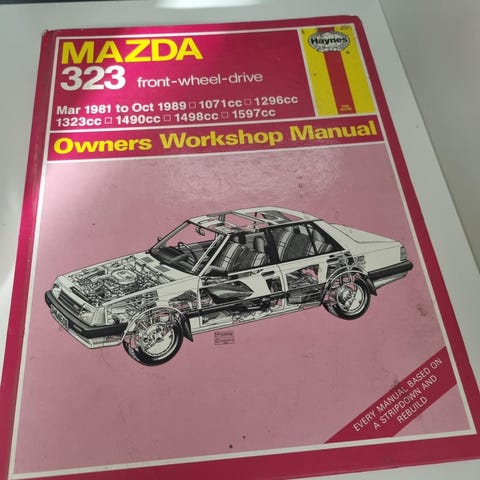 MAZDA
323 front-wheel-drive
Mar 1981 to Oct 1989 □ 1071cc □ 1296cc
1323cc □ 1490cc □ 1498cc □ 1597cc
Owners Workshop Manual
Haynes
EVERY MANUAL BASED ON
A STRIPDOWN AND
REBUILD